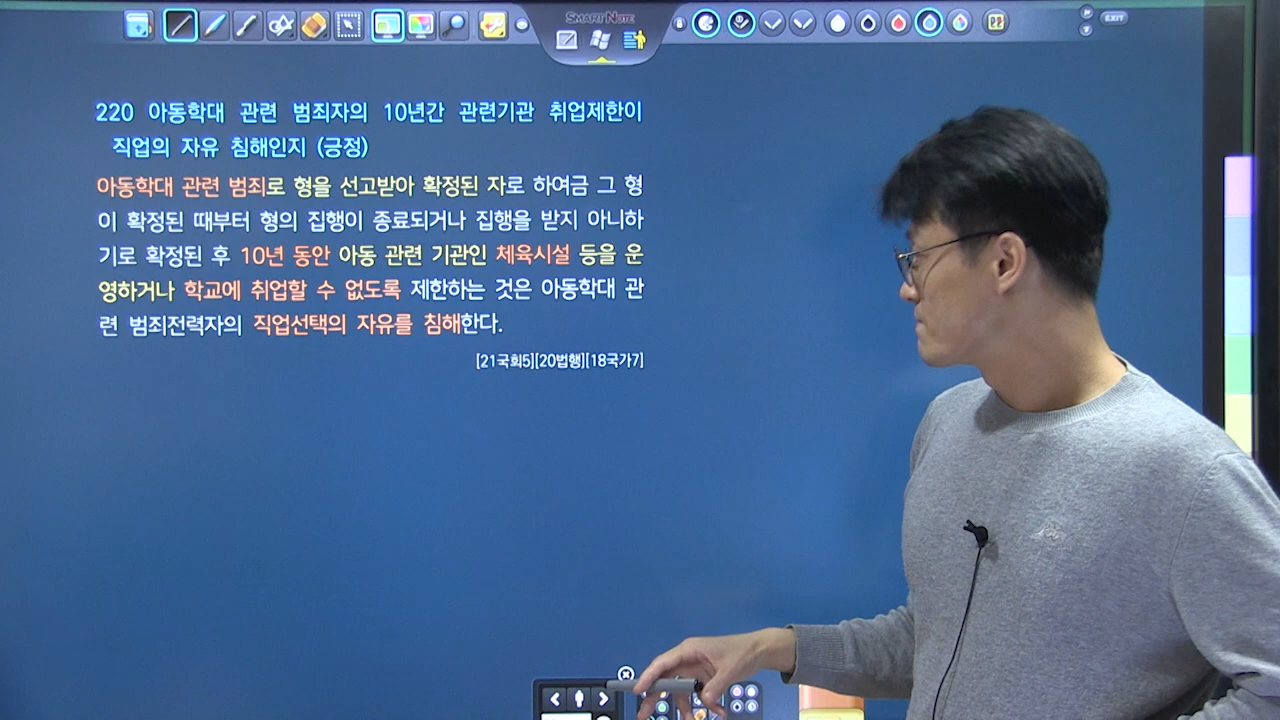 SMART NOTE
EXIT
220 아동학대 관련 범죄자의 10년간 관련기관 취업제한이
직업의 자유 침해인지 (긍정)
아동학대 관련 범죄로 형을 선고받아 확정된 자로 하여금 그 형
이 확정된 때부터 형의 집행이 종료되거나 집행을 받지 아니하
기로 확정된 후 10년 동안 아동 관련 기관인 체육시설 등을 운
영하거나 학교에 취업할 수 없도록 제한하는 것은 아동학대 관
련 범죄전력자의 직업선택의 자유를 침해한다.
[21국회5][20법행][18국가7]